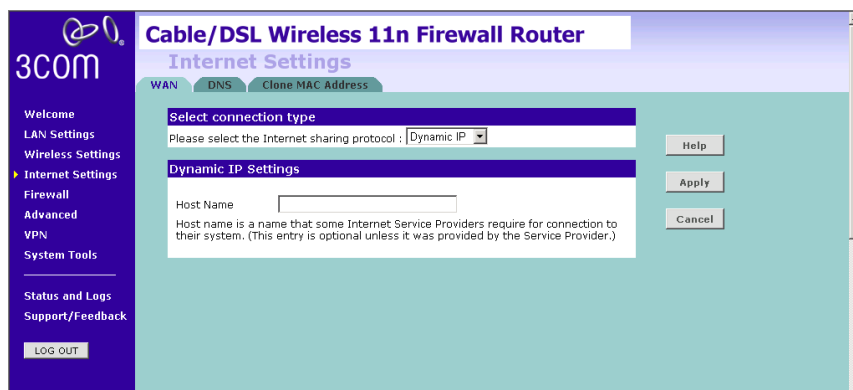 3COM
Cable/DSL Wireless 11n Firewall Router
Internet Settings
WAN
DNS
Clone MAC Address
Welcome
LAN Settings
Wireless Settings
Internet Settings
Firewall
Advanced
VPN
System Tools
Status and Logs
Support/Feedback
LOG OUT
Select connection type
Please select the Internet sharing protocol : Dynamic IP
Dynamic IP Settings
Host Name
Host name is a name that some Internet Service Providers require for connection to
their system. (This entry is optional unless it was provided by the Service Provider.)
Help
Apply
Cancel